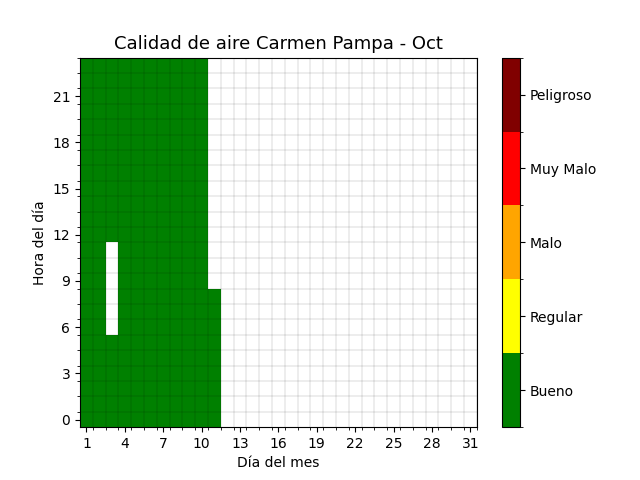 Calidad de aire Carmen Pampa - Oct
21
18
15
12
9
6
3
0
Hora del día
1 4 7 10 13 16 19 22 25 28 31
Día del mes
Peligroso
Muy Malo
Malo
Regular
Bueno